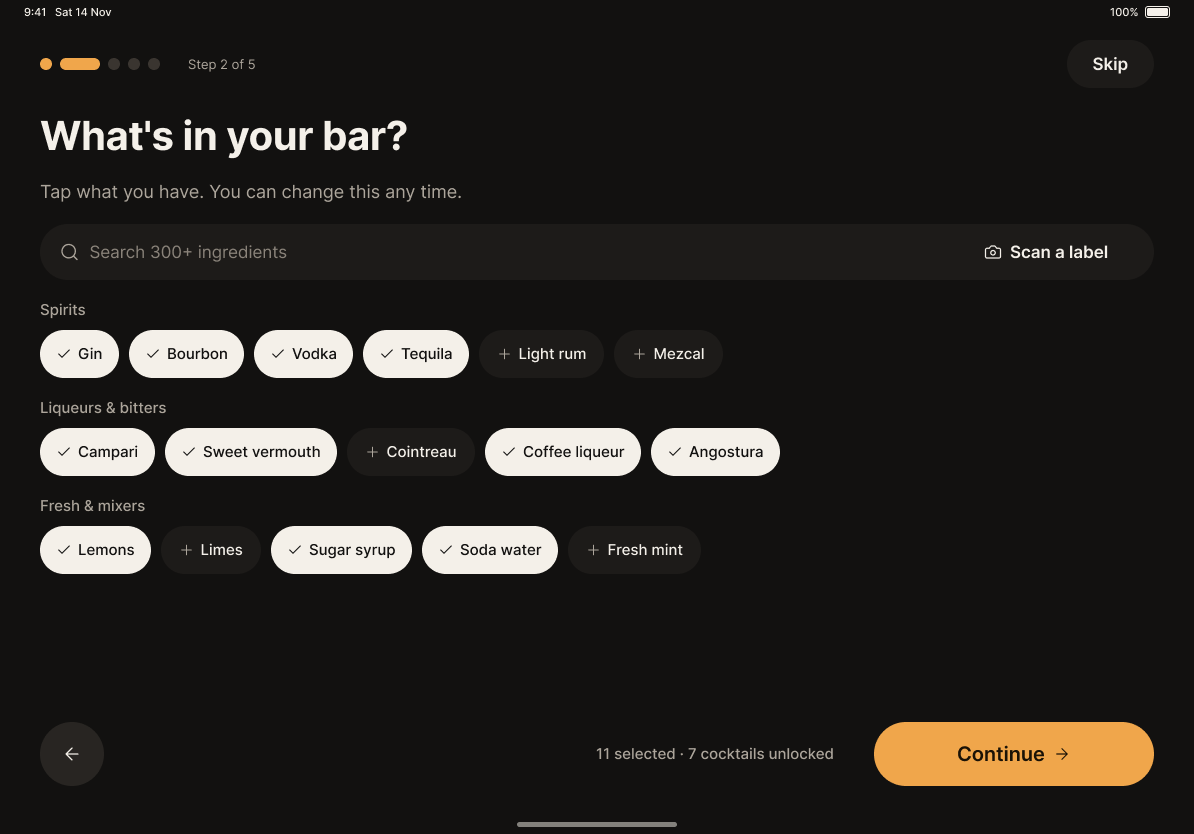 9:41 Sat 14 Nov 100%
Step 2 of 5 Skip
What's in your bar?
Tap what you have. You can change this any time.
Search 300+ ingredients Scan a label
Spirits
Gin Bourbon Vodka Tequila Light rum Mezcal
Liqueurs & bitters
Campari Sweet vermouth Cointreau Coffee liqueur Angostura
Fresh & mixers
Lemons Limes Sugar syrup Soda water Fresh mint
11 selected · 7 cocktails unlocked Continue